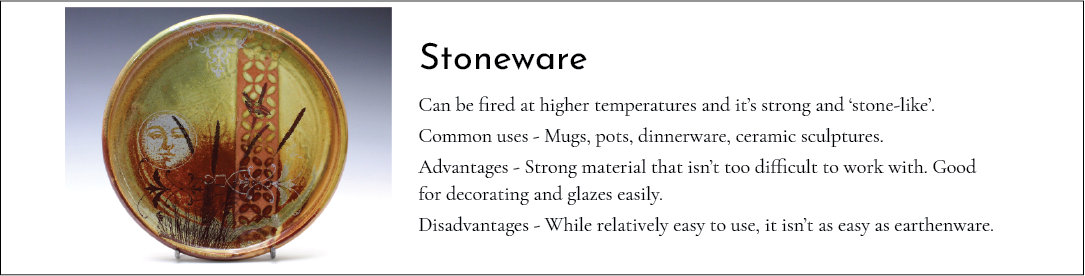 Stoneware
Can be fired at higher temperatures and it's strong and 'stone-like'.
Common uses - Mugs, pots, dinnerware, ceramic sculptures.
Advantages - Strong material that isn't too difficult to work with. Good
for decorating and glazes easily.
Disadvantages - While relatively easy to use, it isn't as easy as earthenware.